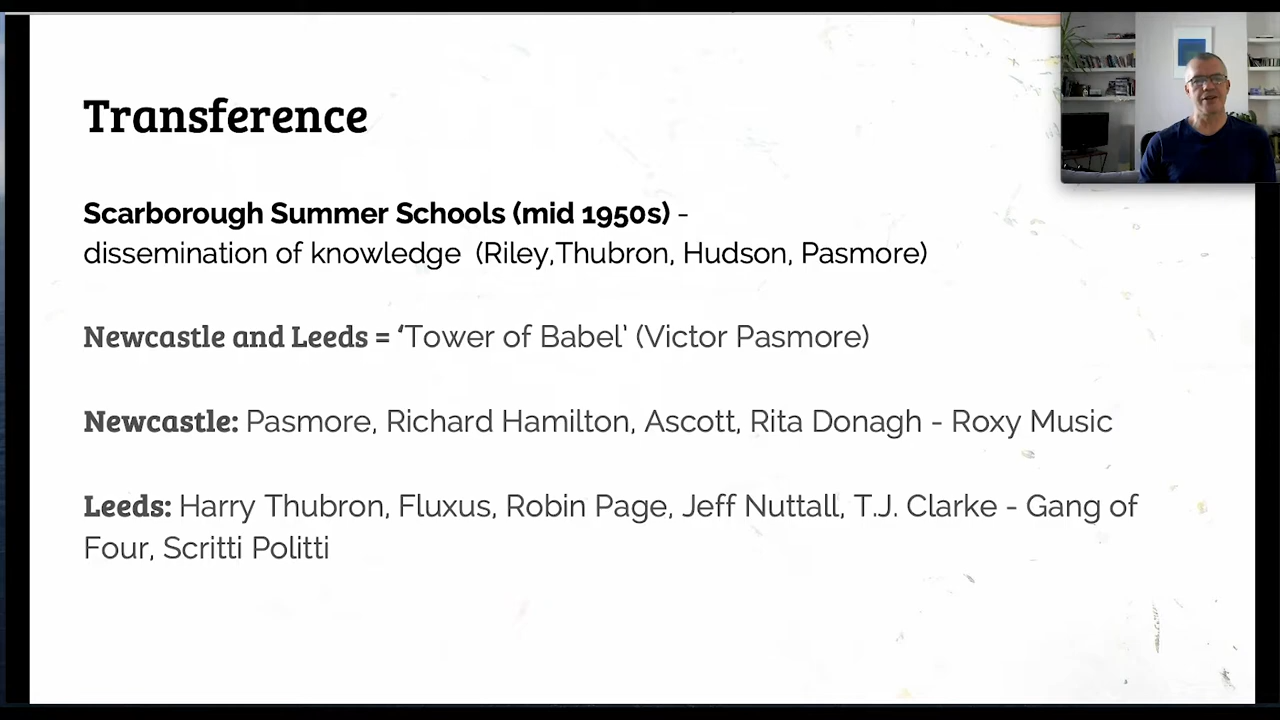 Transference
Scarborough Summer Schools (mid 1950s) -
dissemination of knowledge  (Riley,Thubron, Hudson, Pasmore)
Newcastle and Leeds = ‘Tower of Babel’ (Victor Pasmore)
Newcastle: Pasmore, Richard Hamilton, Ascott, Rita Donagh - Roxy Music
Leeds: Harry Thubron, Fluxus, Robin Page, Jeff Nuttall, T.J. Clarke - Gang of
Four, Scritti Politti